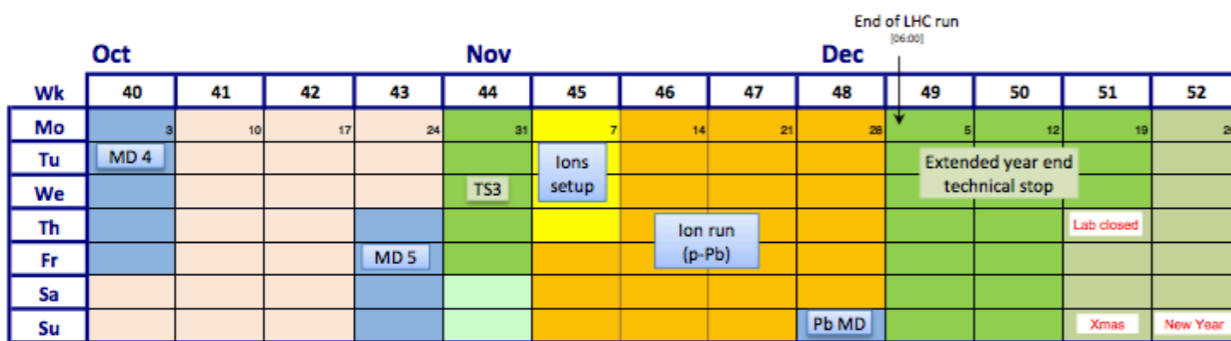 End of LHC run
[06:00]
Oct Nov Dec
Wk 40 41 42 43 44 45 46 47 48 49 50 51 52
Mo 3 10 17 24 31 7 14 21 28 5 12 19
Tu MD 4 Ions setup Extended year end technical stop
We TS3
Th Ion run (p-Pb) Lab closed
Fr MD 5
Sa
Su Pb MD Xmas New Year